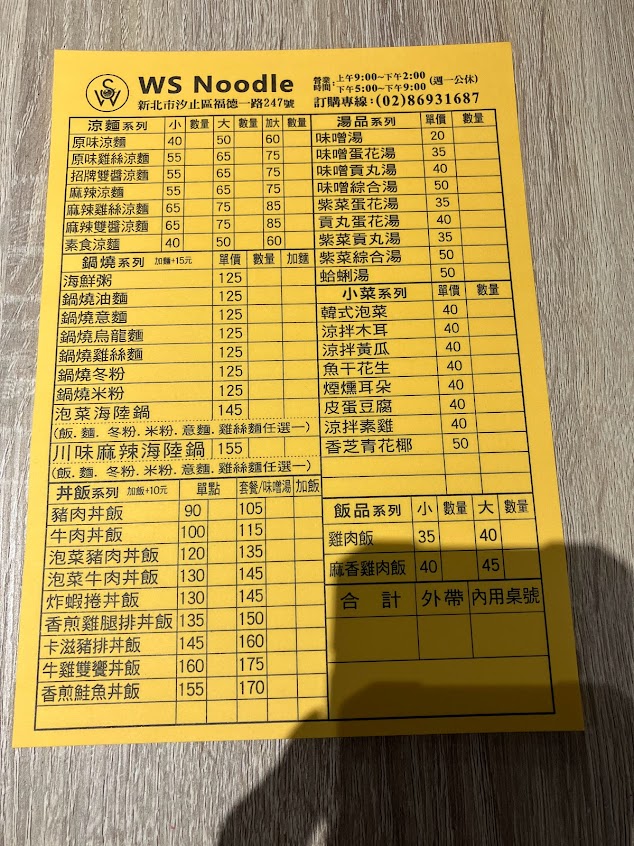 WS Noodle
新北市汐止區福德一路247號
營業時間:上午9:00~下午2:00 (週一公休)
下午5:00~下午9:00
訂購專線:(02)86931687
涼麵系列 小 數量 大 數量 加大 數量
原味涼麵 40 50 60
原味雞絲涼麵 55 65 75
招牌雙醬涼麵 55 65 75
麻辣涼麵 55 65 75
麻辣雞絲涼麵 65 75 85
麻辣雙醬涼麵 65 75 85
素食涼麵 40 50 60
鍋燒系列 加麵+15元 單價 數量 加麵
海鮮粥 125
鍋燒油麵 125
鍋燒意麵 125
鍋燒烏龍麵 125
鍋燒雞絲麵 125
鍋燒冬粉 125
鍋燒米粉 125
泡菜海陸鍋 145
(飯.麵.冬粉.米粉.意麵.雞絲麵任選一)
川味麻辣海陸鍋 155
(飯.麵.冬粉.米粉.意麵.雞絲麵任選一)
丼飯系列 加飯+10元 單點 套餐/味噌湯 加飯
豬肉丼飯 90 105
牛肉丼飯 100 115
泡菜豬肉丼飯 120 135
泡菜牛肉丼飯 130 145
炸蝦捲丼飯 130 145
香煎雞腿排丼飯 135 150
卡滋豬排丼飯 145 160
牛雞雙饗丼飯 160 175
香煎鮭魚丼飯 155 170
湯品系列 單價 數量
味噌湯 20
味噌蛋花湯 35
味噌貢丸湯 40
味噌綜合湯 50
紫菜蛋花湯 35
貢丸蛋花湯 40
紫菜貢丸湯 35
紫菜綜合湯 50
蛤蜊湯 50
小菜系列 單價 數量
韓式泡菜 40
涼拌木耳 40
涼拌黃瓜 40
魚干花生 40
煙燻耳朵 40
皮蛋豆腐 40
涼拌素雞 40
香芝青花椰 50
飯品系列 小 數量 大 數量
雞肉飯 35 40
麻香雞肉飯 40 45
合計 外帶 內用桌號